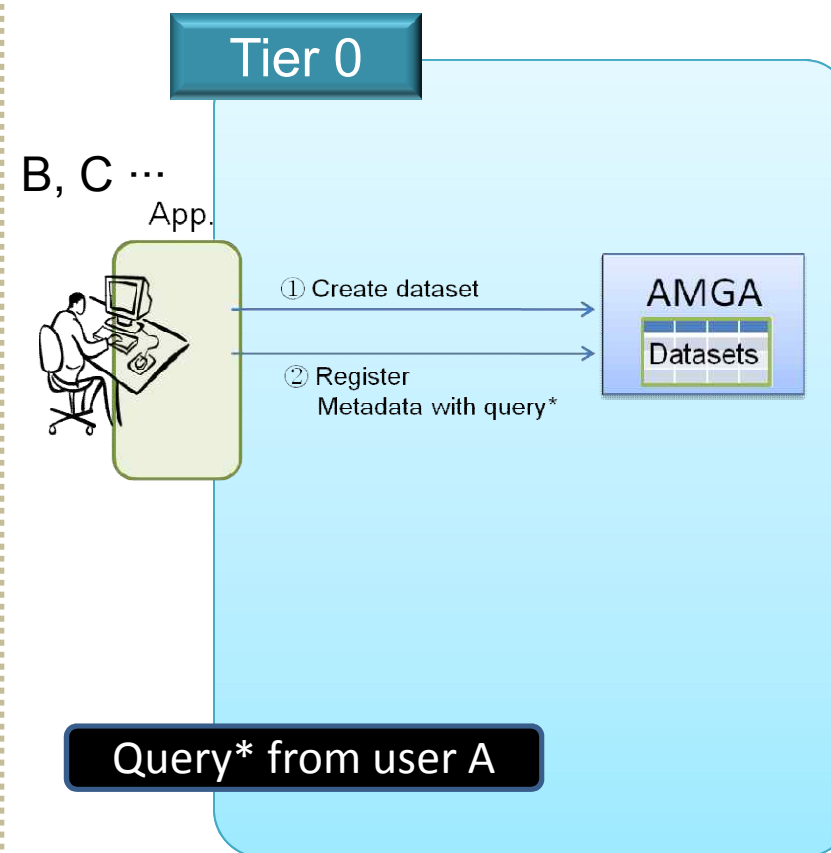 Tier 0
B, C ···
App.
① Create dataset
② Register
Metadata with query*
AMGA
Datasets
Query* from user A